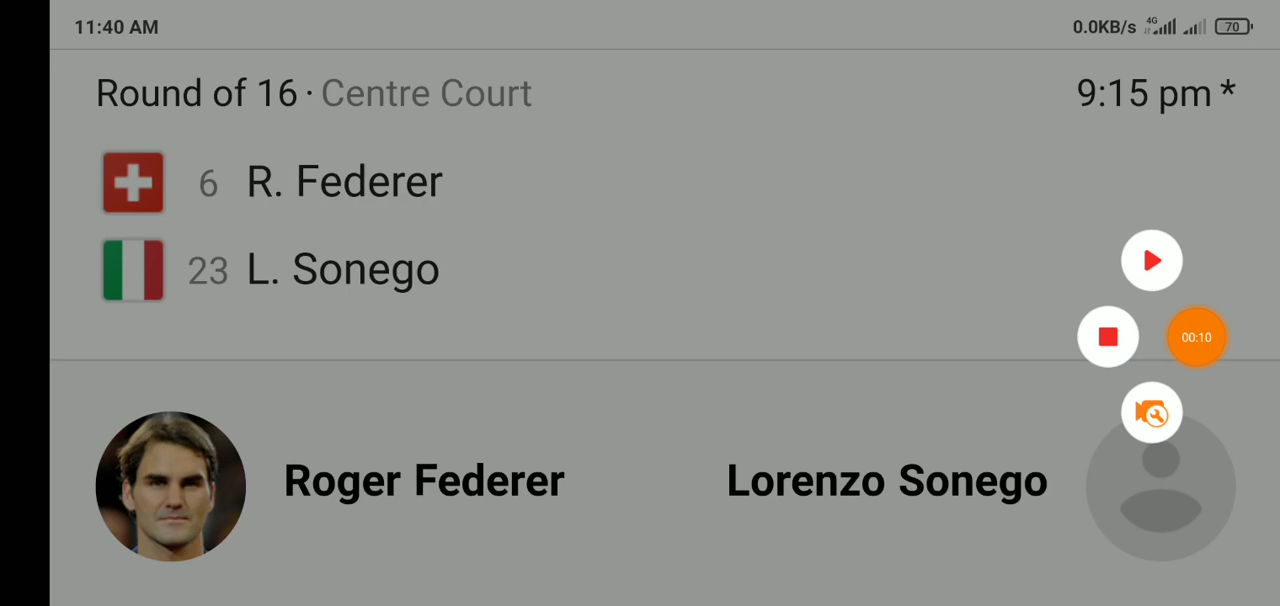 11:40 AM 0.0KB/s 4G 70
Round of 16 · Centre Court 9:15 pm *
6 R. Federer
23 L. Sonego
00:10
Roger Federer Lorenzo Sonego